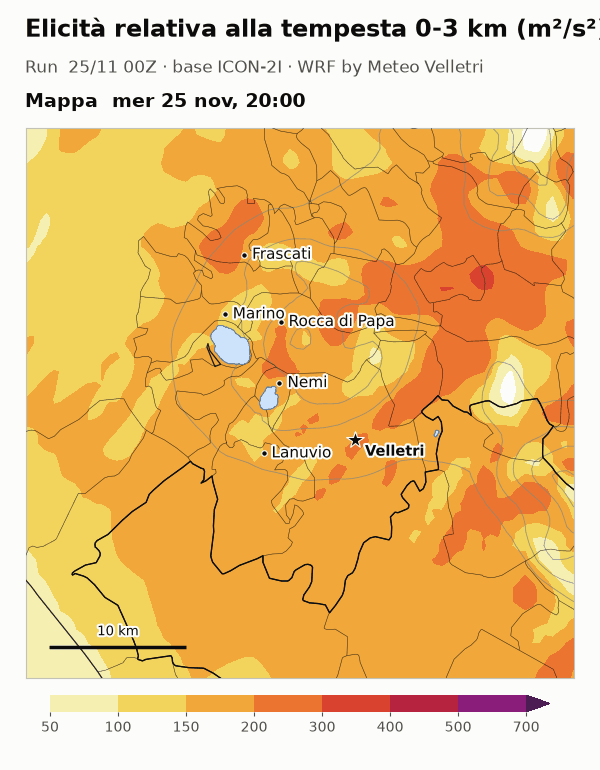 Elicità relativa alla tempesta 0-3 km (m²/s²)
Run 25/11 00Z · base ICON-2I · WRF by Meteo Velletri
Mappa mer 25 nov, 20:00
Frascati
Marino
Rocca di Papa
Nemi
Velletri
Lanuvio
10 km
50 100 150 200 300 400 500 700